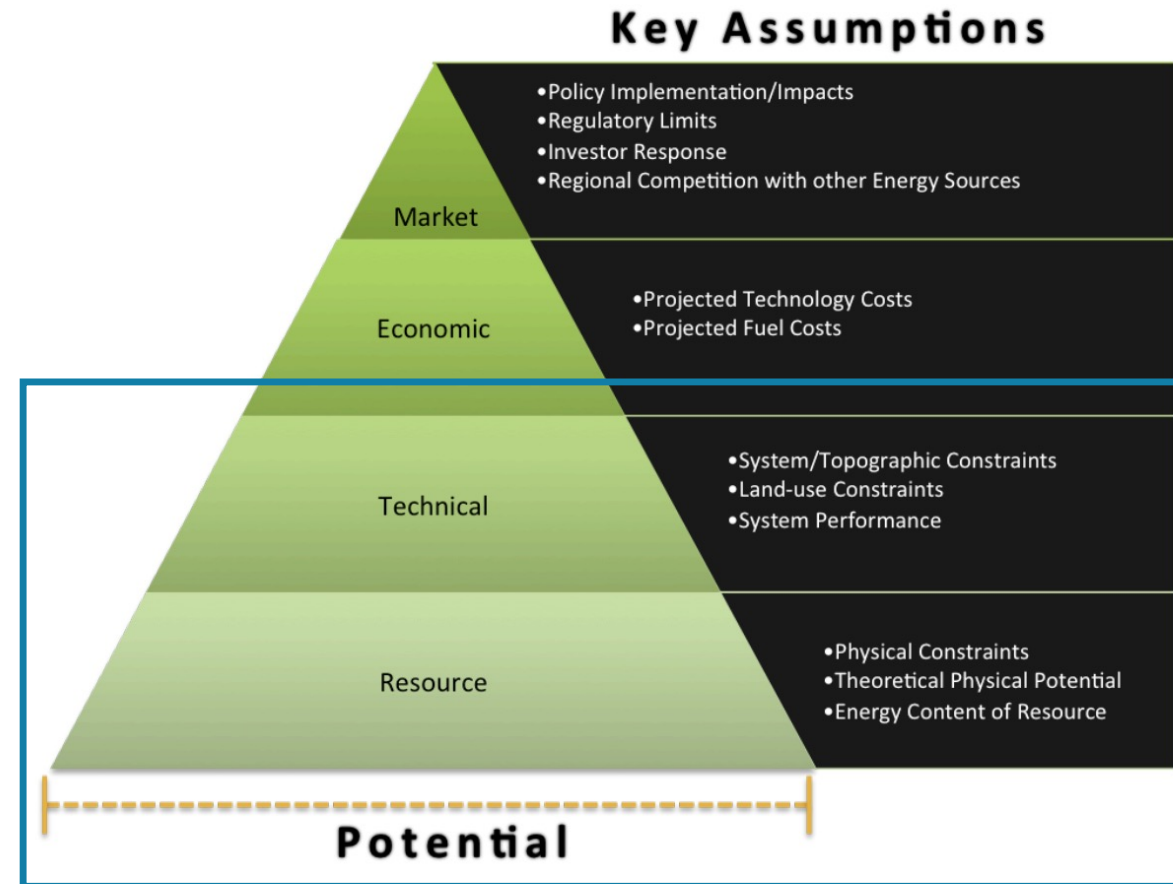 Key Assumptions
•Policy Implementation/Impacts
•Regulatory Limits
•Investor Response
•Regional Competition with other Energy Sources
Market
•Projected Technology Costs
•Projected Fuel Costs
Economic
•System/Topographic Constraints
•Land-use Constraints
•System Performance
Technical
•Physical Constraints
•Theoretical Physical Potential
•Energy Content of Resource
Resource
Potential